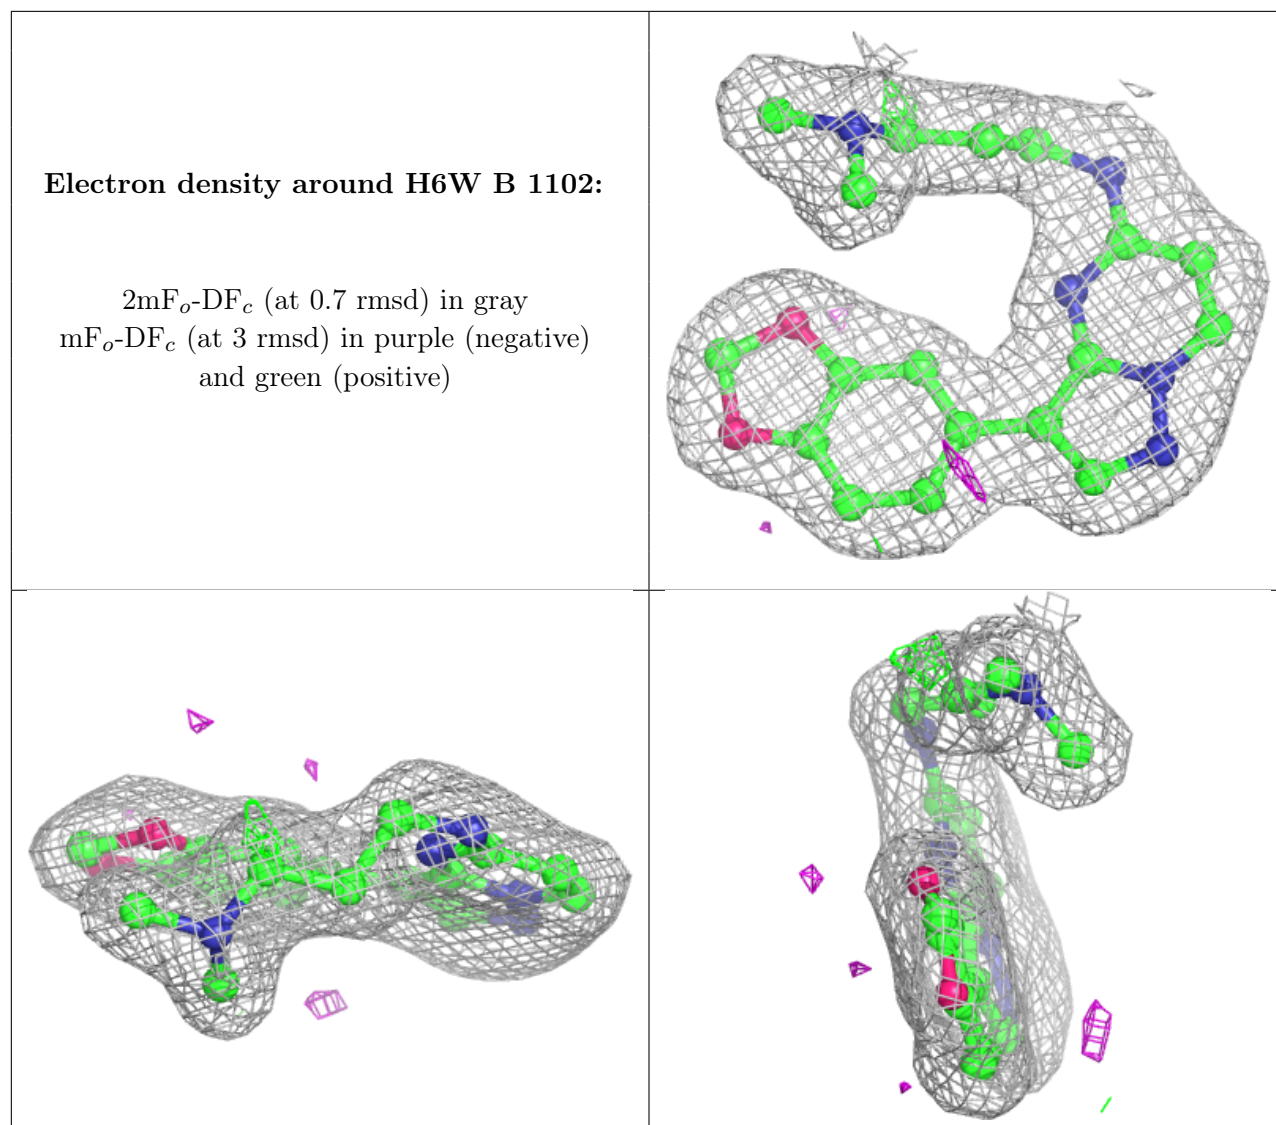 Electron density around H6W B 1102:
2mFo-DFc (at 0.7 rmsd) in gray
mFo-DFc (at 3 rmsd) in purple (negative)
and green (positive)